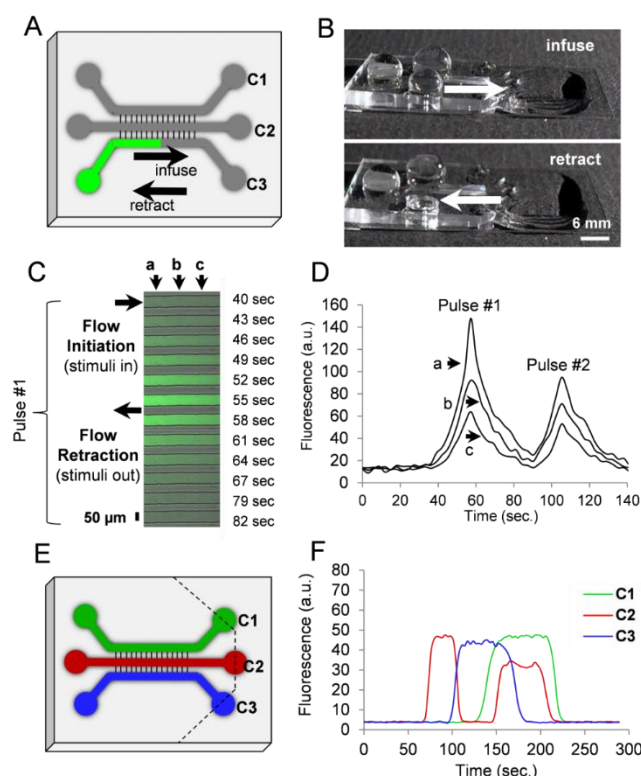 A
C1
C2
C3
infuse
retract
B
infuse
retract
6 mm
C
a b c
Pulse #1
Flow
Initiation
(stimuli in)
Flow
Retraction
(stimuli out)
50 µm
40 sec
43 sec
46 sec
49 sec
52 sec
55 sec
58 sec
61 sec
64 sec
67 sec
79 sec
82 sec
D
Fluorescence (a.u.)
160
140
120
100
80
60
40
20
0
Pulse #1
Pulse #2
a
b
c
0 20 40 60 80 100 120 140
Time (sec.)
E
C1
C2
C3
F
Fluorescence (a.u.)
80
70
60
50
40
30
20
10
0
C1
C2
C3
0 50 100 150 200 250 300
Time (sec.)